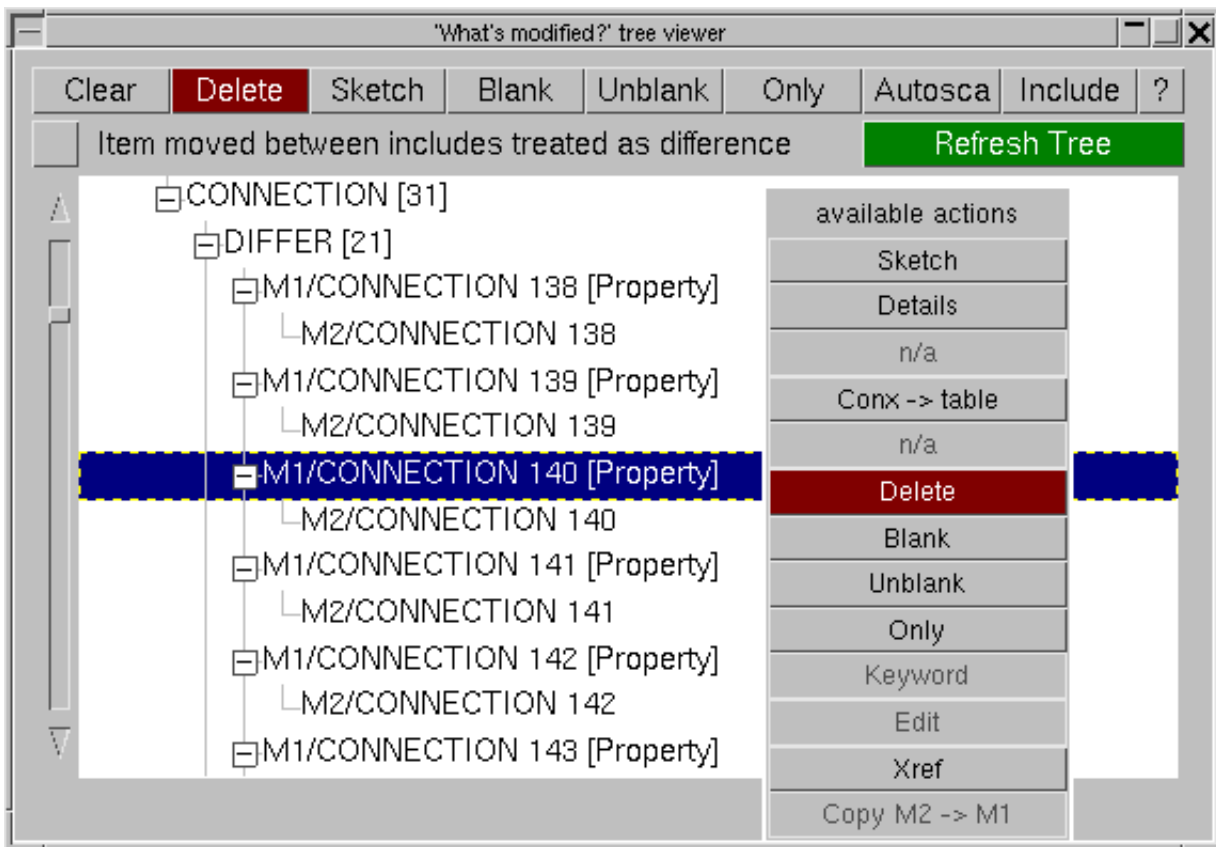 'What's modified?' tree viewer
Clear Delete Sketch Blank Unblank Only Autosca Include ?
Item moved between includes treated as difference Refresh Tree
CONNECTION [31]
DIFFER [21]
M1/CONNECTION 138 [Property]
M2/CONNECTION 138
M1/CONNECTION 139 [Property]
M2/CONNECTION 139
M1/CONNECTION 140 [Property]
M2/CONNECTION 140
M1/CONNECTION 141 [Property]
M2/CONNECTION 141
M1/CONNECTION 142 [Property]
M2/CONNECTION 142
M1/CONNECTION 143 [Property]
available actions
Sketch
Details
n/a
Conx -> table
n/a
Delete
Blank
Unblank
Only
Keyword
Edit
Xref
Copy M2 -> M1